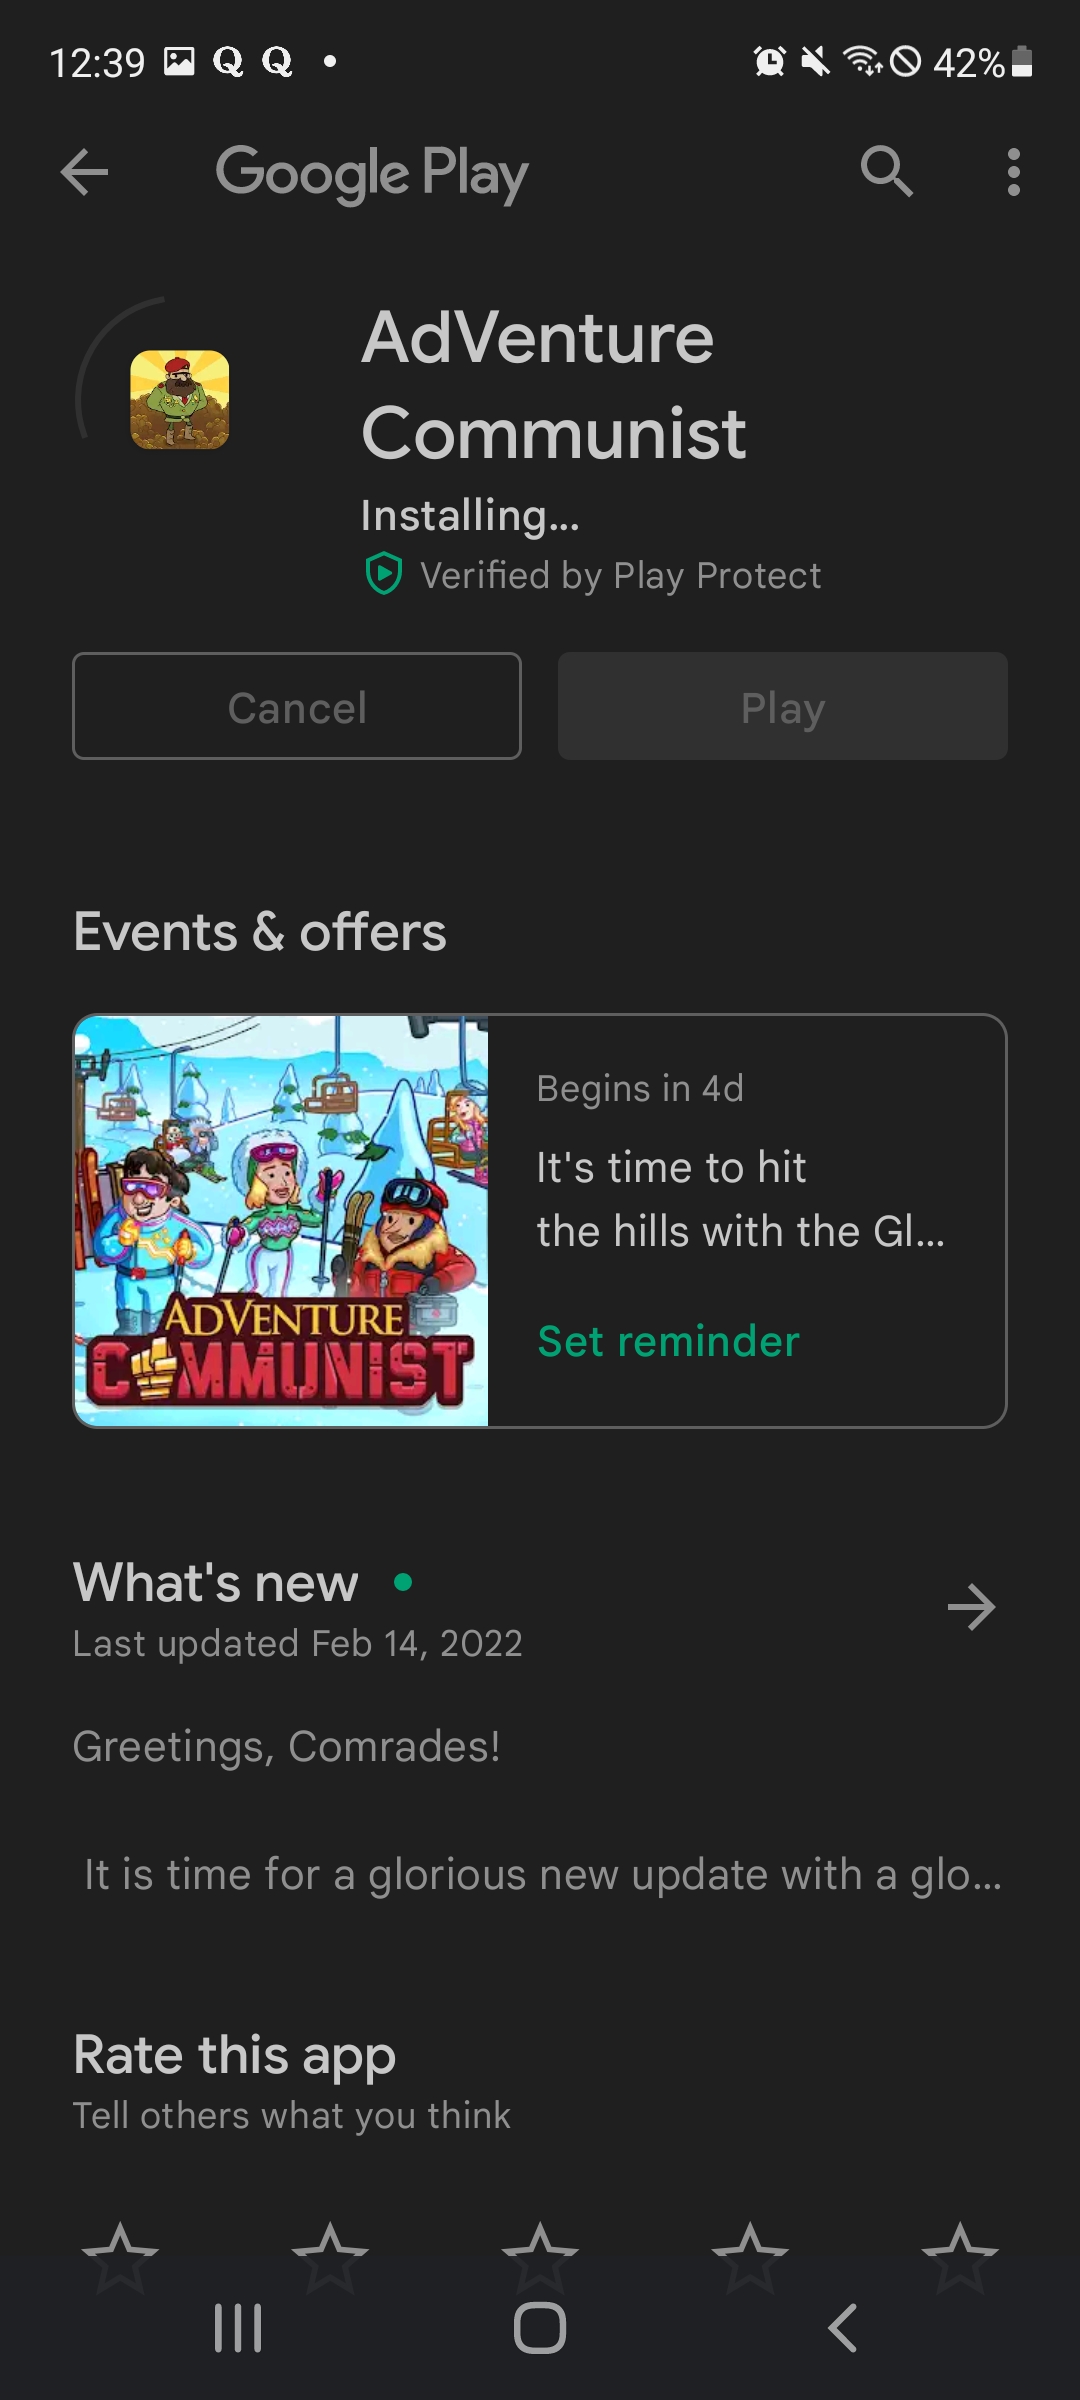 12:39
42%
Google Play
AdVenture
Communist
Installing...
Verified by Play Protect
Cancel
Play
Events & offers
Begins in 4d
It's time to hit
the hills with the Gl...
Set reminder
ADVENTURE
COMMUNIST
What's new
Last updated Feb 14, 2022
Greetings, Comrades!
It is time for a glorious new update with a glo...
Rate this app
Tell others what you think